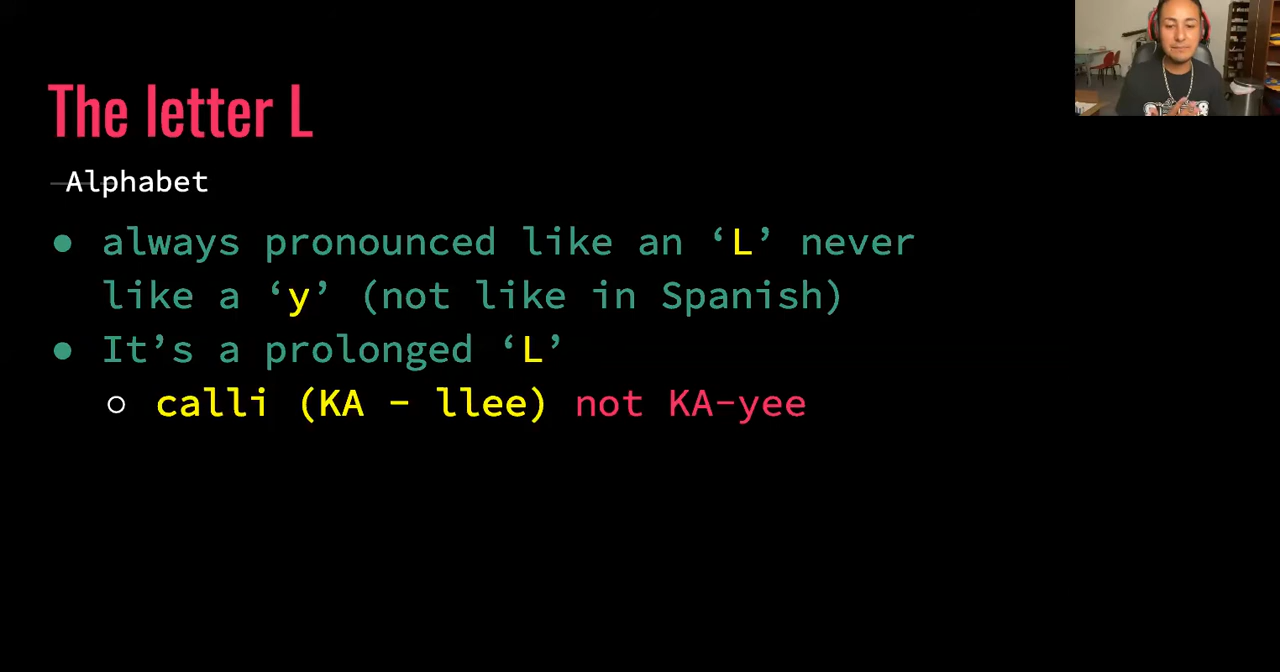 The letter L
Alphabet
● always pronounced like an ‘L’ never
like a ‘y’ (not like in Spanish)
● It’s a prolonged ‘L’
○ calli (KA - llee) not KA-yee